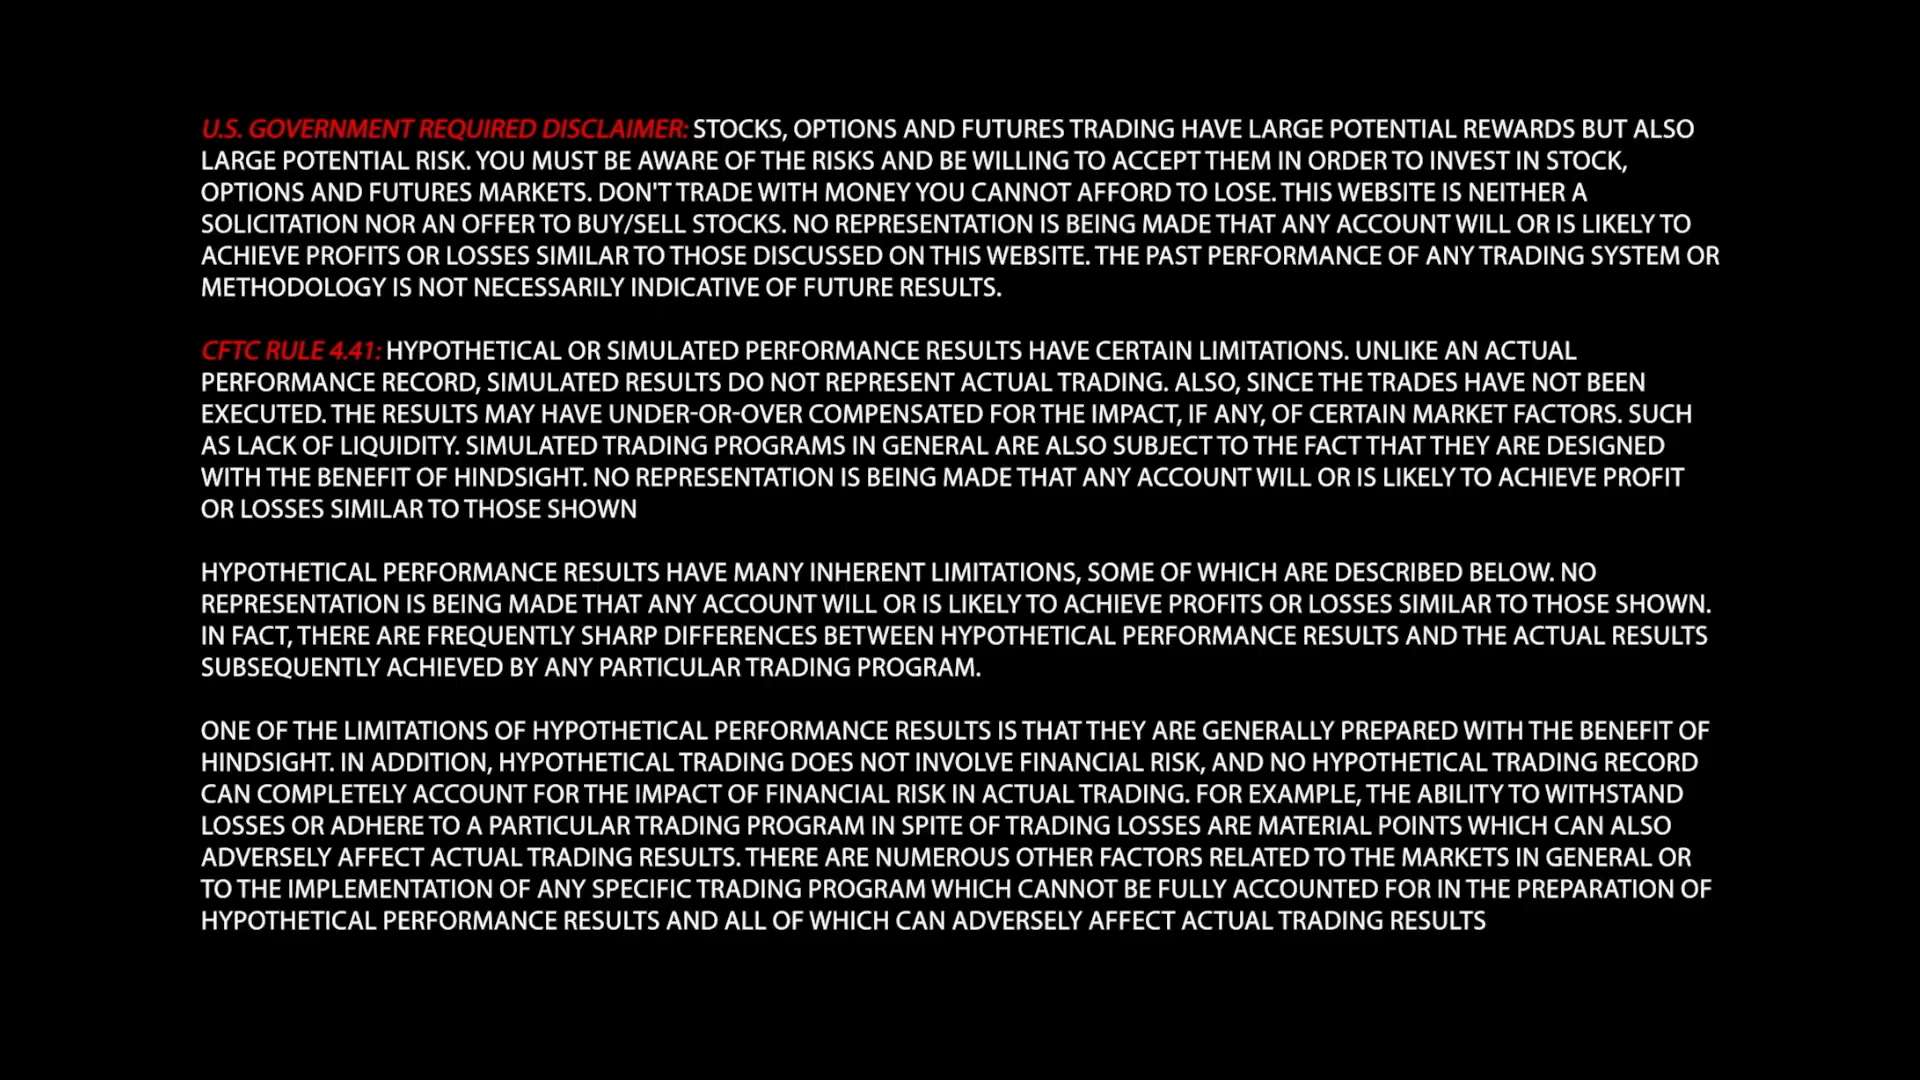 U.S. GOVERNMENT REQUIRED DISCLAIMER: STOCKS, OPTIONS AND FUTURES TRADING HAVE LARGE POTENTIAL REWARDS BUT ALSO
LARGE POTENTIAL RISK. YOU MUST BE AWARE OF THE RISKS AND BE WILLING TO ACCEPT THEM IN ORDER TO INVEST IN STOCK,
OPTIONS AND FUTURES MARKETS. DON'T TRADE WITH MONEY YOU CANNOT AFFORD TO LOSE. THIS WEBSITE IS NEITHER A
SOLICITATION NOR AN OFFER TO BUY/SELL STOCKS. NO REPRESENTATION IS BEING MADE THAT ANY ACCOUNT WILL OR IS LIKELY TO
ACHIEVE PROFITS OR LOSSES SIMILAR TO THOSE DISCUSSED ON THIS WEBSITE. THE PAST PERFORMANCE OF ANY TRADING SYSTEM OR
METHODOLOGY IS NOT NECESSARILY INDICATIVE OF FUTURE RESULTS.
CFTC RULE 4.41: HYPOTHETICAL OR SIMULATED PERFORMANCE RESULTS HAVE CERTAIN LIMITATIONS. UNLIKE AN ACTUAL
PERFORMANCE RECORD, SIMULATED RESULTS DO NOT REPRESENT ACTUAL TRADING. ALSO, SINCE THE TRADES HAVE NOT BEEN
EXECUTED. THE RESULTS MAY HAVE UNDER-OR-OVER COMPENSATED FOR THE IMPACT, IF ANY, OF CERTAIN MARKET FACTORS. SUCH
AS LACK OF LIQUIDITY. SIMULATED TRADING PROGRAMS IN GENERAL ARE ALSO SUBJECT TO THE FACT THAT THEY ARE DESIGNED
WITH THE BENEFIT OF HINDSIGHT. NO REPRESENTATION IS BEING MADE THAT ANY ACCOUNT WILL OR IS LIKELY TO ACHIEVE PROFIT
OR LOSSES SIMILAR TO THOSE SHOWN
HYPOTHETICAL PERFORMANCE RESULTS HAVE MANY INHERENT LIMITATIONS, SOME OF WHICH ARE DESCRIBED BELOW. NO
REPRESENTATION IS BEING MADE THAT ANY ACCOUNT WILL OR IS LIKELY TO ACHIEVE PROFITS OR LOSSES SIMILAR TO THOSE SHOWN.
IN FACT, THERE ARE FREQUENTLY SHARP DIFFERENCES BETWEEN HYPOTHETICAL PERFORMANCE RESULTS AND THE ACTUAL RESULTS
SUBSEQUENTLY ACHIEVED BY ANY PARTICULAR TRADING PROGRAM.
ONE OF THE LIMITATIONS OF HYPOTHETICAL PERFORMANCE RESULTS IS THAT THEY ARE GENERALLY PREPARED WITH THE BENEFIT OF
HINDSIGHT. IN ADDITION, HYPOTHETICAL TRADING DOES NOT INVOLVE FINANCIAL RISK, AND NO HYPOTHETICAL TRADING RECORD
CAN COMPLETELY ACCOUNT FOR THE IMPACT OF FINANCIAL RISK IN ACTUAL TRADING. FOR EXAMPLE, THE ABILITY TO WITHSTAND
LOSSES OR ADHERE TO A PARTICULAR TRADING PROGRAM IN SPITE OF TRADING LOSSES ARE MATERIAL POINTS WHICH CAN ALSO
ADVERSELY AFFECT ACTUAL TRADING RESULTS. THERE ARE NUMEROUS OTHER FACTORS RELATED TO THE MARKETS IN GENERAL OR
TO THE IMPLEMENTATION OF ANY SPECIFIC TRADING PROGRAM WHICH CANNOT BE FULLY ACCOUNTED FOR IN THE PREPARATION OF
HYPOTHETICAL PERFORMANCE RESULTS AND ALL OF WHICH CAN ADVERSELY AFFECT ACTUAL TRADING RESULTS